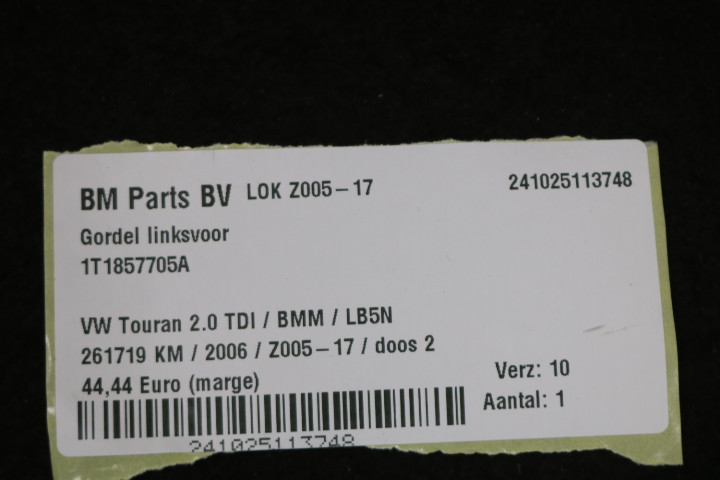 BM Parts BV LOK Z005-17 241025113748
Gordel linksvoor
1T1857705A
VW Touran 2.0 TDI / BMM / LB5N
261719 KM / 2006 / Z005-17 / doos 2
44,44 Euro (marge) Verz: 10
Aantal: 1
241025113748